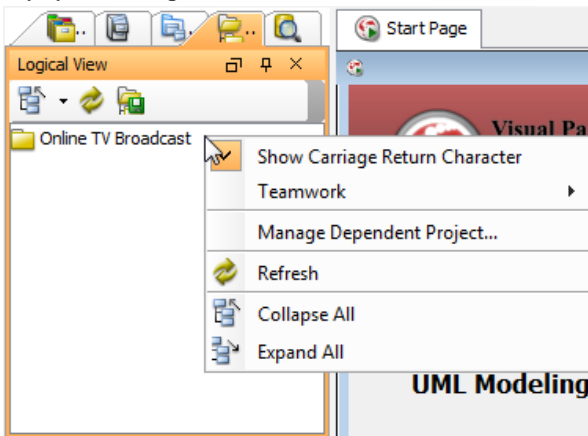 Start Page
Logical View
Visual Pa
Online TV Broadcast
Show Carriage Return Character
Teamwork
Manage Dependent Project...
Refresh
Collapse All
Expand All
UML Modeling